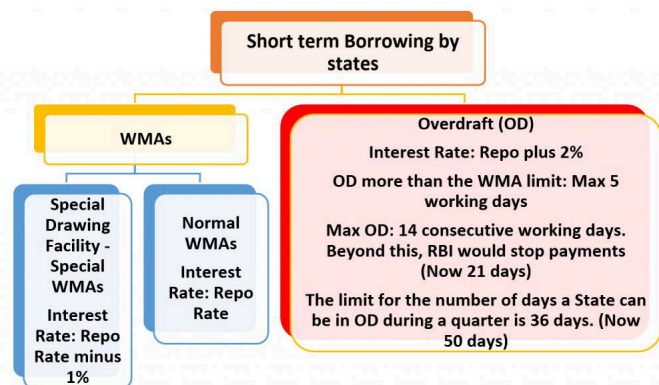 Short term Borrowing by
states
WMAs
Special
Drawing
Facility -
Special
WMAs
Interest
Rate: Repo
Rate minus
1%
Normal
WMAs
Interest
Rate: Repo
Rate
Overdraft (OD)
Interest Rate: Repo plus 2%
OD more than the WMA limit: Max 5
working days
Max OD: 14 consecutive working days.
Beyond this, RBI would stop payments
(Now 21 days)
The limit for the number of days a State can
be in OD during a quarter is 36 days. (Now
50 days)